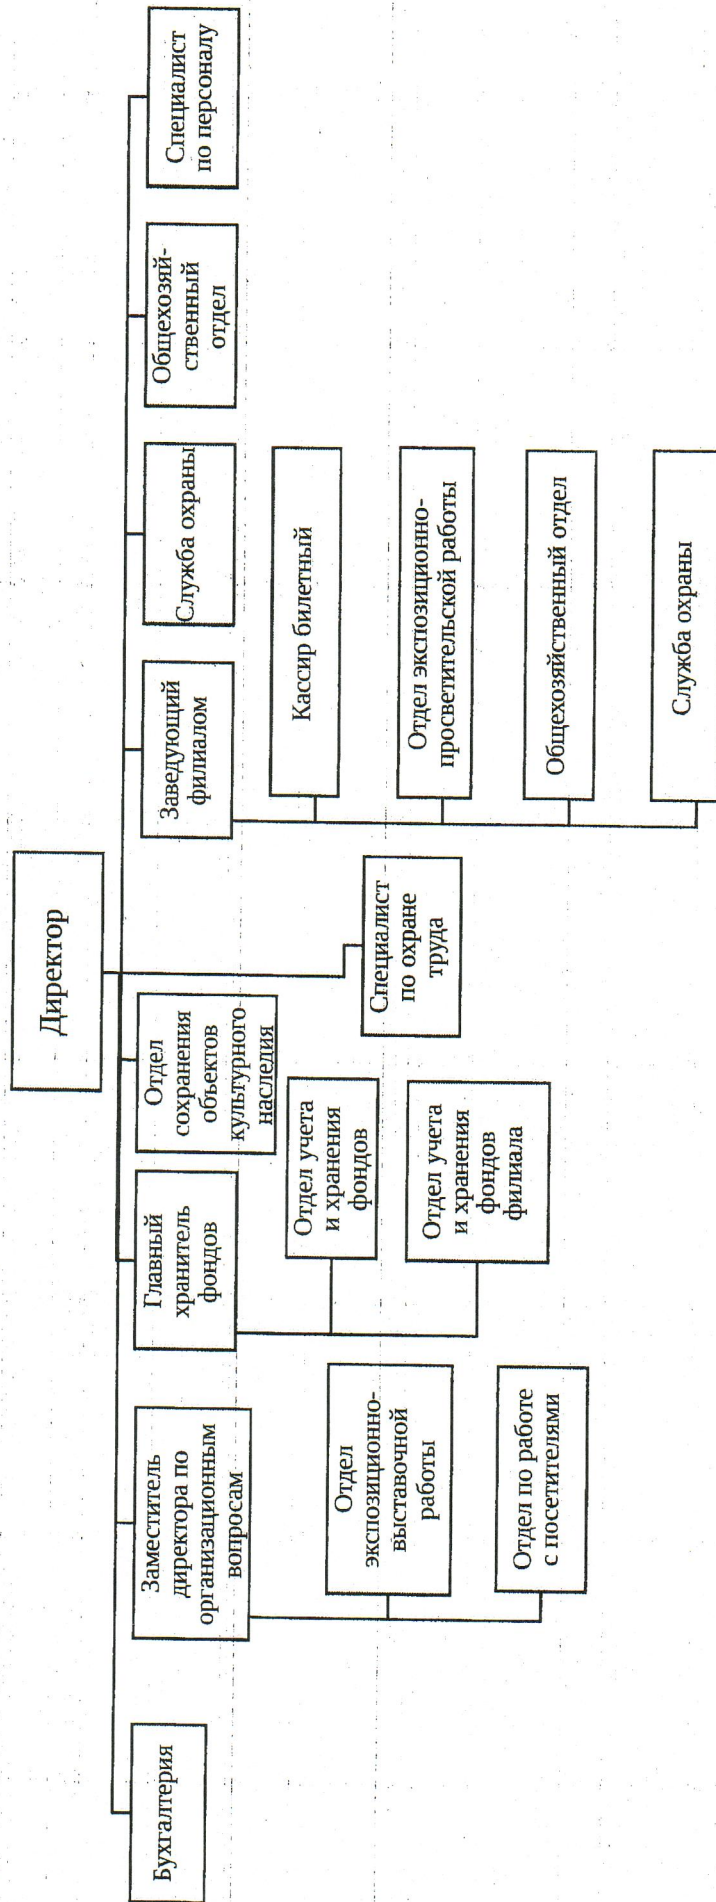 Директор
Бухгалтерия
Заместитель
директора по
организационным
вопросам
Отдел
экспозиционно-
выставочной
работы
Отдел по работе
с посетителями
Главный
хранитель
фондов
Отдел учета
и хранения
фондов
Отдел учета
и хранения
фондов
филиала
Отдел
сохранения
объектов
культурного
наследия
Специалист
по охране
труда
Заведующий
филиалом
Кассир билетный
Отдел экспозиционно-
просветительской работы
Общехозяйственный отдел
Служба охраны
Служба охраны
Общехозяй-
ственный
отдел
Специалист
по персоналу